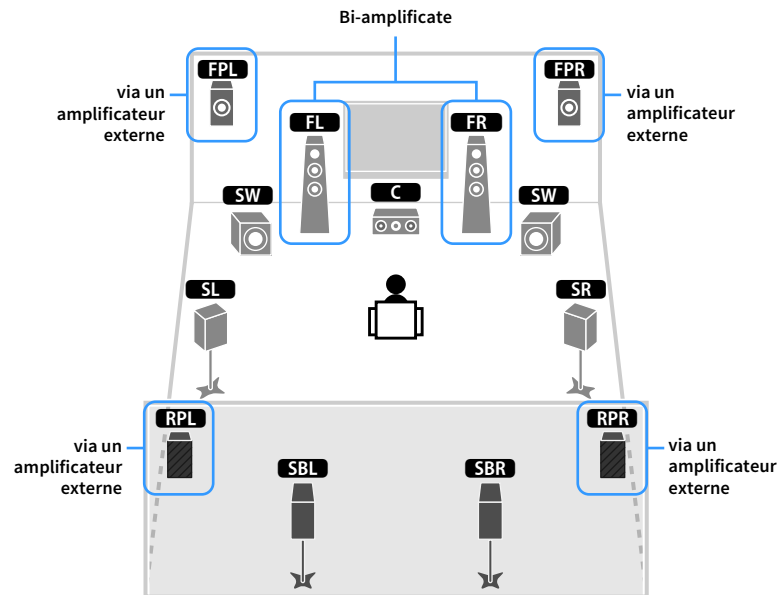 Bi-amplificate
FPL
FPR
via un
amplificateur
externe
via un
amplificateur
externe
FL
FR
SW
C
SW
SL
SR
RPL
RPR
via un
amplificateur
externe
via un
amplificateur
externe
SBL
SBR